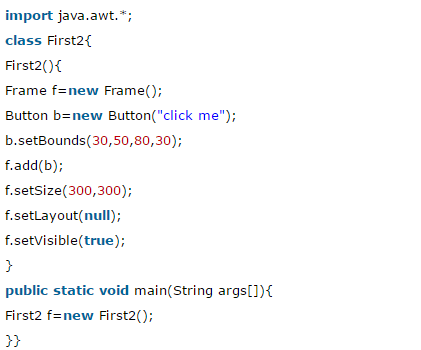 import java.awt.*;
class First2{
First2(){
Frame f=new Frame();
Button b=new Button("click me");
b.setBounds(30,50,80,30);
f.add(b);
f.setSize(300,300);
f.setLayout(null);
f.setVisible(true);
}
public static void main(String args[]){
First2 f=new First2();
}}